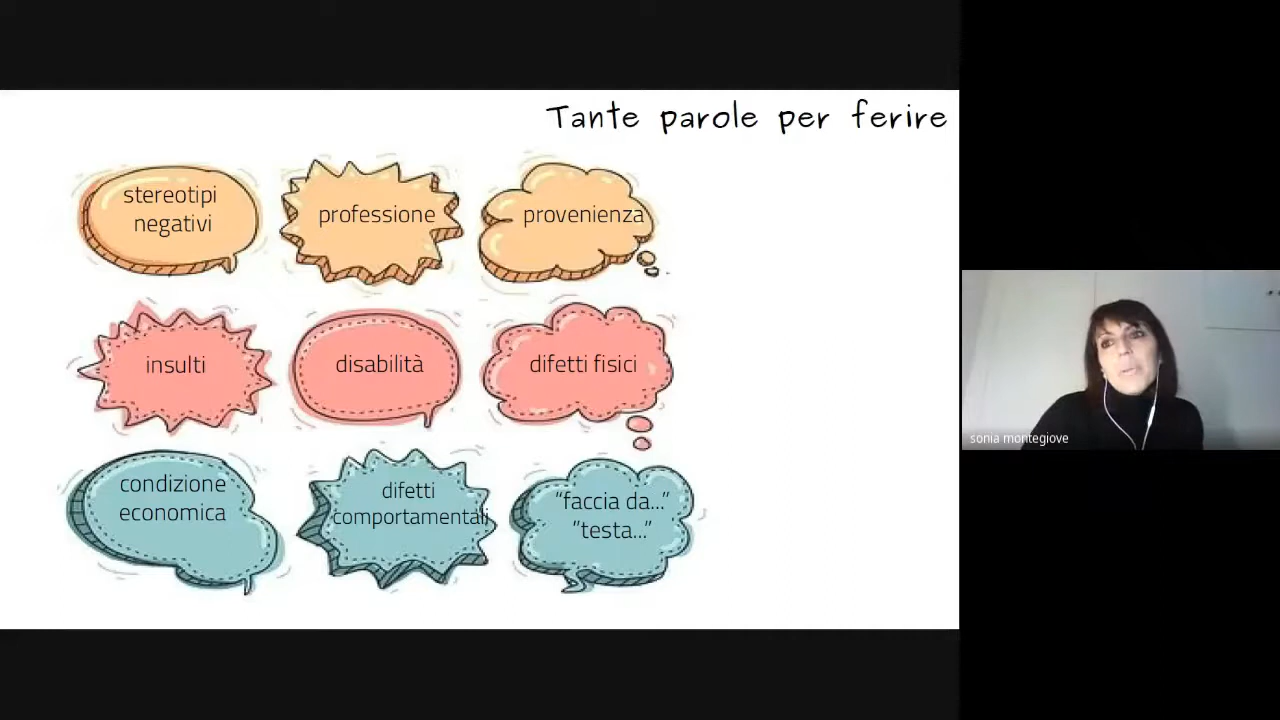 Tante parole per ferire
stereotipi
negativi
professione
provenienza
insulti
disabilità
difetti fisici
condizione
economica
difetti
comportamentali
“faccia da...”
“testa...”
sonia montegiove